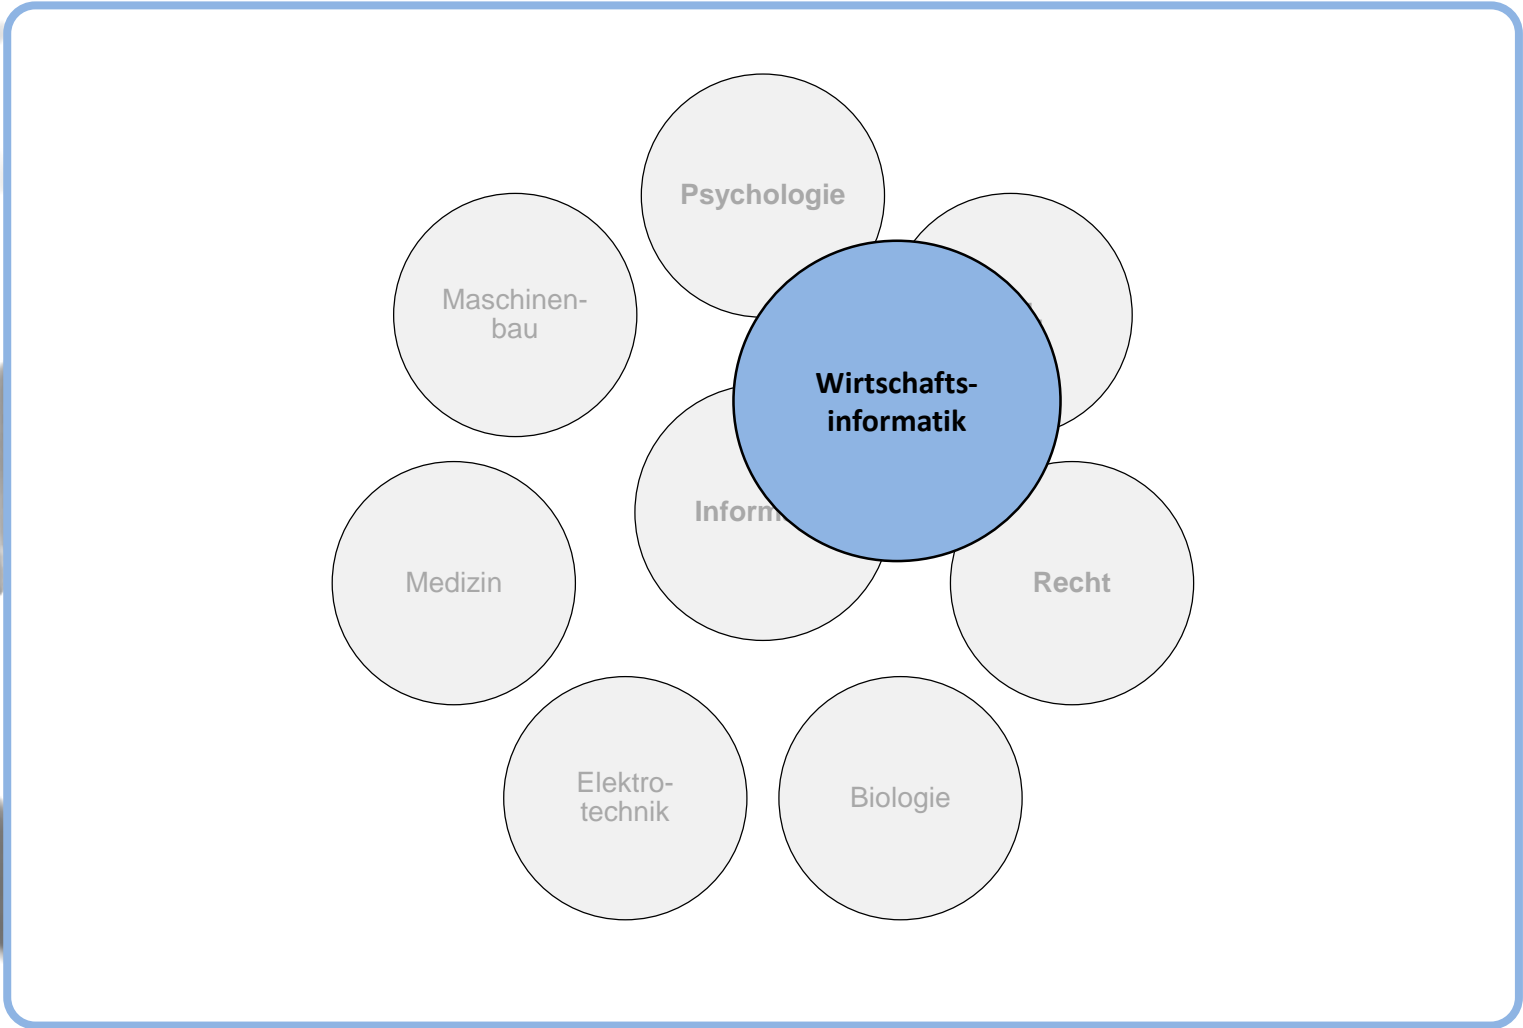 Psychologie
Maschinen-
bau
Wirtschafts-
informatik
Inform
Medizin
Recht
Elektro-
technik
Biologie